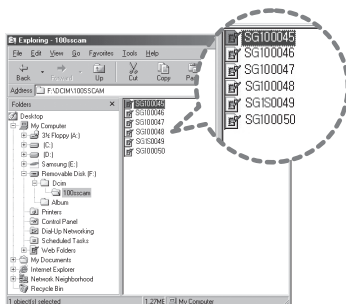 Exploring - 100sscam
File Edit View Go Favorites Tools Help
Back Forward Up Cut Copy
Address F:\DCIM\100SSCAM
Folders
Desktop
My Computer
3½ Floppy (A:)
(C:)
(D:)
Samsung (E:)
Removable Disk (F:)
Dcim
100sscam
Album
Printers
Control Panel
Dial-Up Networking
Scheduled Tasks
Web Folders
My Documents
Internet Explorer
Network Neighborhood
Recycle Bin
SG100045
SG100046
SG100047
SG100048
SG1S0049
SG100050
SG100045
SG100046
SG100047
SG100048
SG1S0049
SG100050
1 object(s) selected 1.27MB My Computer